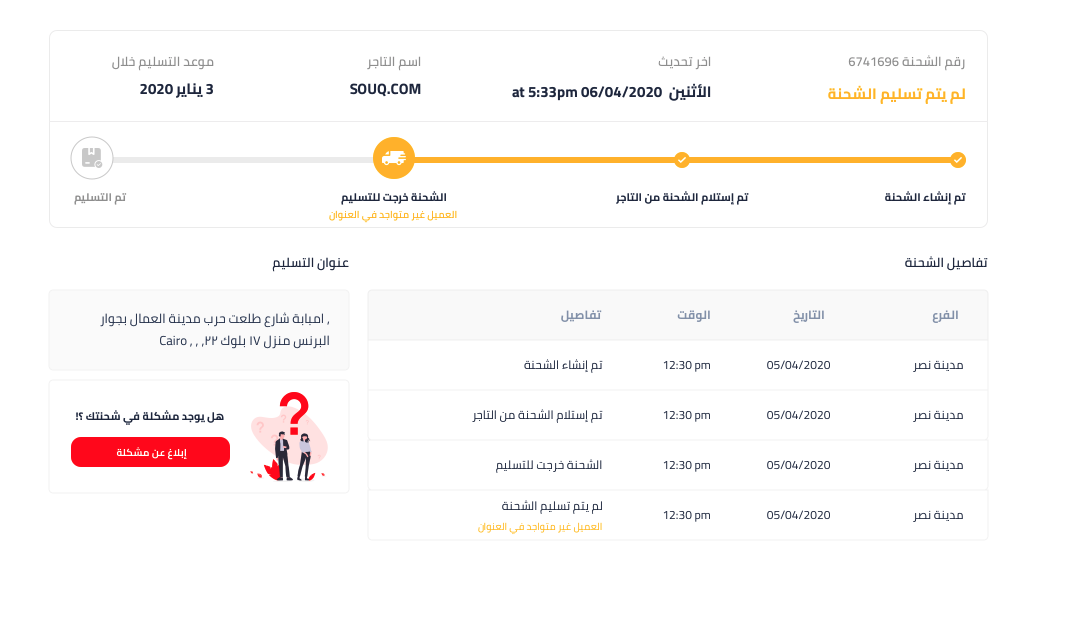 رقم الشحنة 6741696
لم يتم تسليم الشحنة
اخر تحديث
الأثنين 06/04/2020 at 5:33pm
اسم التاجر
SOUQ.COM
موعد التسليم خلال
3 يناير 2020
تم إنشاء الشحنة
تم إستلام الشحنة من التاجر
الشحنة خرجت للتسليم
العميل غير متواجد في العنوان
تم التسليم
تفاصيل الشحنة
الفرع التاريخ الوقت تفاصيل
مدينة نصر 05/04/2020 12:30 pm تم إنشاء الشحنة
مدينة نصر 05/04/2020 12:30 pm تم إستلام الشحنة من التاجر
مدينة نصر 05/04/2020 12:30 pm الشحنة خرجت للتسليم
مدينة نصر 05/04/2020 12:30 pm لم يتم تسليم الشحنة
العميل غير متواجد في العنوان
عنوان التسليم
, امبابة شارع طلعت حرب مدينة العمال بجوار
البرنس منزل ١٧ بلوك ٢٢, , , Cairo
هل يوجد مشكلة في شحنتك ؟!
إبلاغ عن مشكلة
?